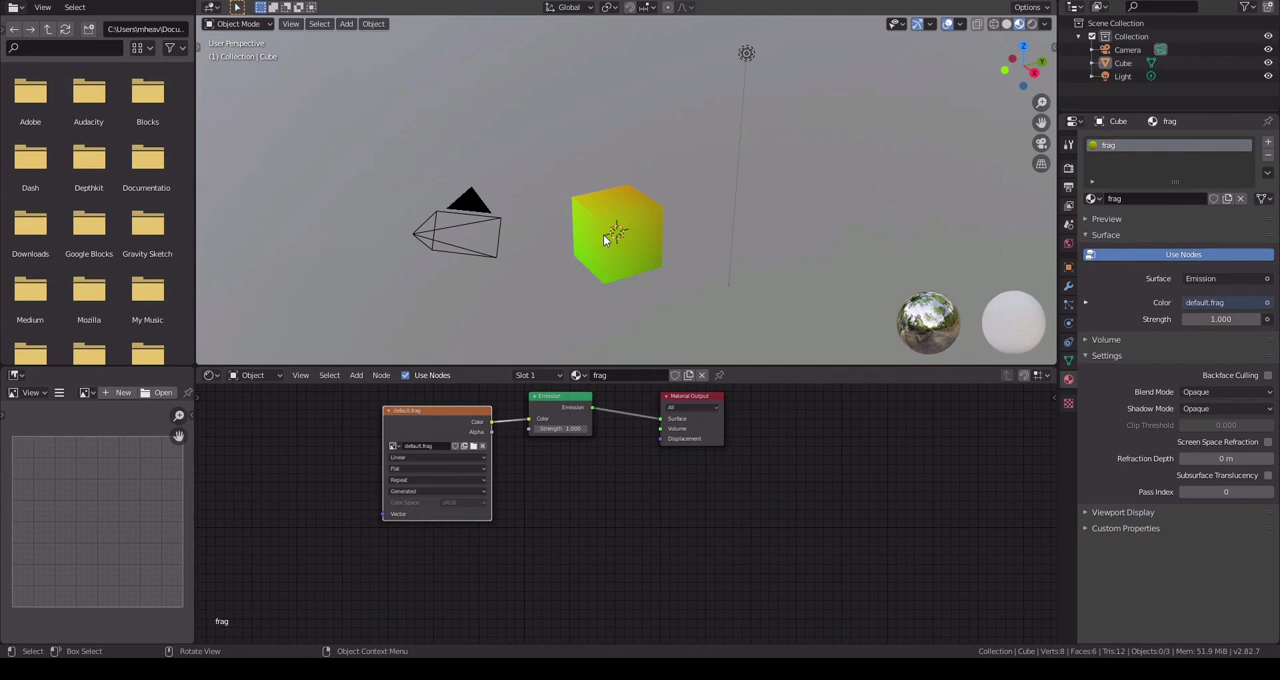 View Select
C:\Users\mheav\Docu...
Adobe Audacity Blocks
Dash Depthkit Documentatio
Downloads Google Blocks Gravity Sketch
Medium Mozilla My Music
Object Mode View Select Add Object
Global
Options
User Perspective
(1) Collection | Cube
Z
Y
X
Scene Collection
Collection
Camera
Cube
Light
Cube frag
frag
frag
Preview
Surface
Use Nodes
Surface Emission
Color default.frag
Strength 1.000
Volume
Settings
Backface Culling
Blend Mode Opaque
Shadow Mode Opaque
Clip Threshold 0.000
Screen Space Refraction
Refraction Depth 0 m
Subsurface Translucency
Pass Index 0
Viewport Display
Custom Properties
View New Open
Object View Select Add Node Use Nodes Slot 1 frag
default.frag
Color
Alpha
default.frag
Linear
Flat
Repeat
Generated
Color Space sRGB
Vector
Emission
Emission
Color
Strength 1.000
Material Output
All
Surface
Volume
Displacement
frag
Select Box Select Rotate View Object Context Menu
Collection | Cube | Verts:8 | Faces:6 | Tris:12 | Objects:0/3 | Mem: 51.9 MiB | v2.82.7